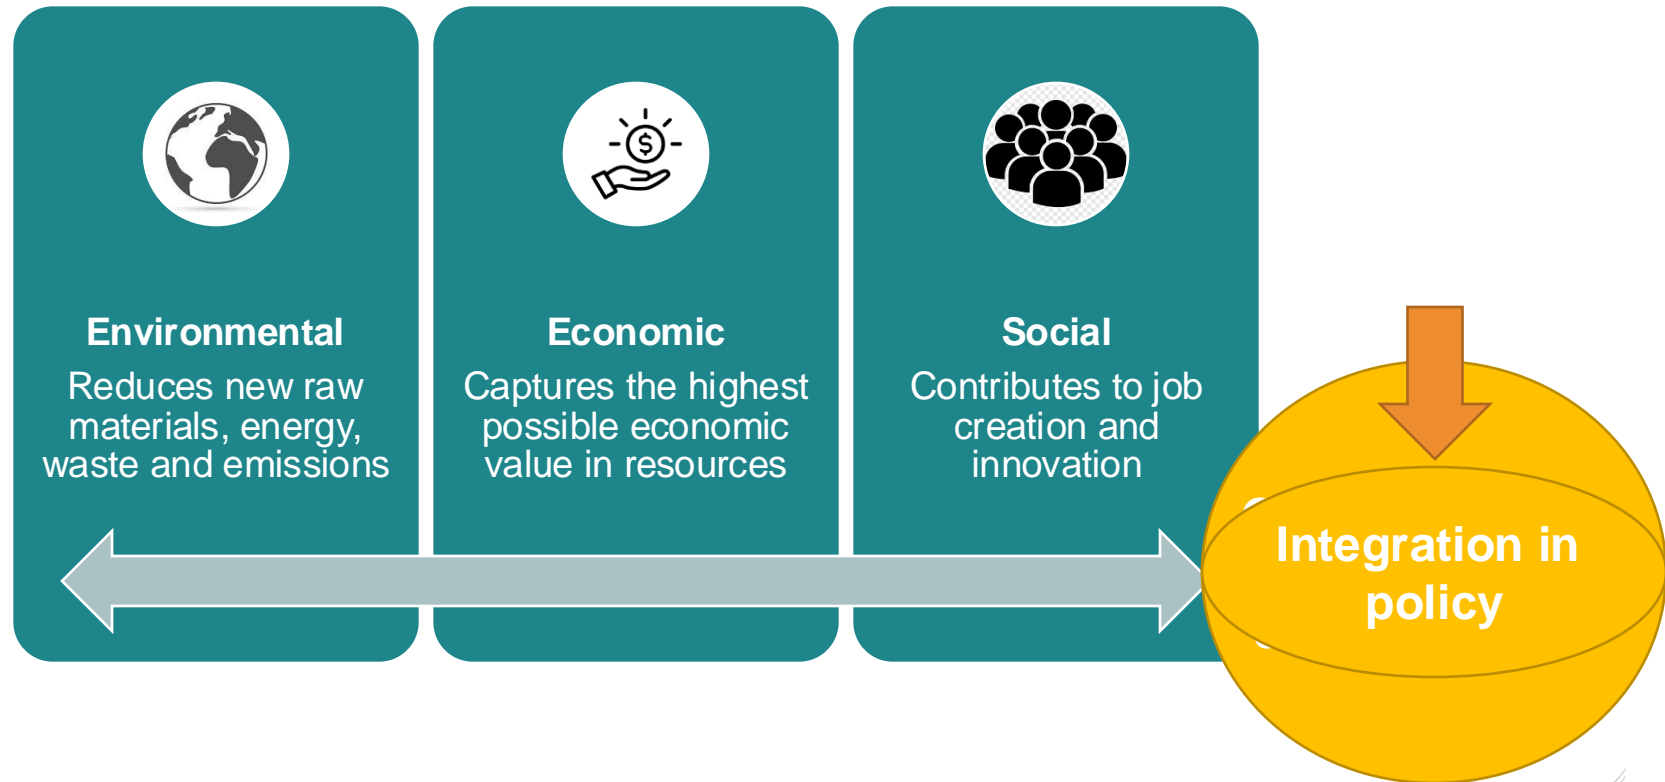 Environmental
Reduces new raw
materials, energy,
waste and emissions
Economic
Captures the highest
possible economic
value in resources
Social
Contributes to job
creation and
innovation
Integration in
policy